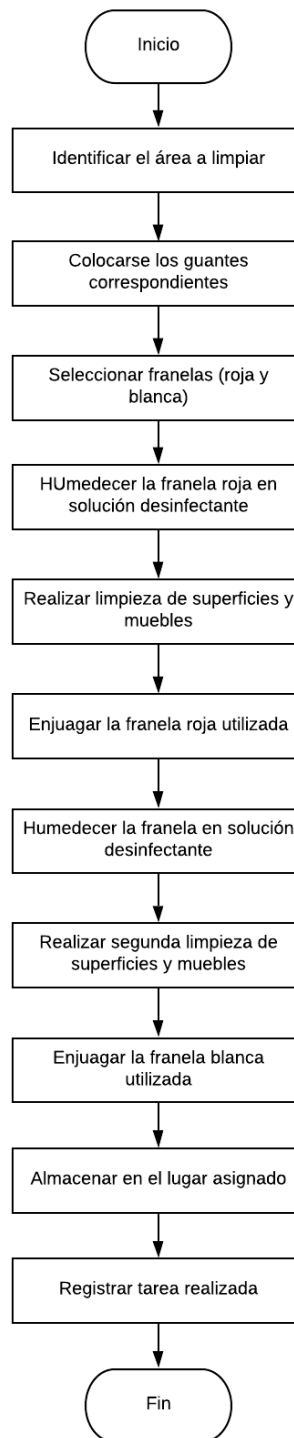 Inicio
Identificar el área a limpiar
Colocarse los guantes
correspondientes
Seleccionar franelas (roja y
blanca)
HUmedecer la franela roja en
solución desinfectante
Realizar limpieza de superficies y
muebles
Enjuagar la franela roja utilizada
Humedecer la franela en solución
desinfectante
Realizar segunda limpieza de
superficies y muebles
Enjuagar la franela blanca
utilizada
Almacenar en el lugar asignado
Registrar tarea realizada
Fin